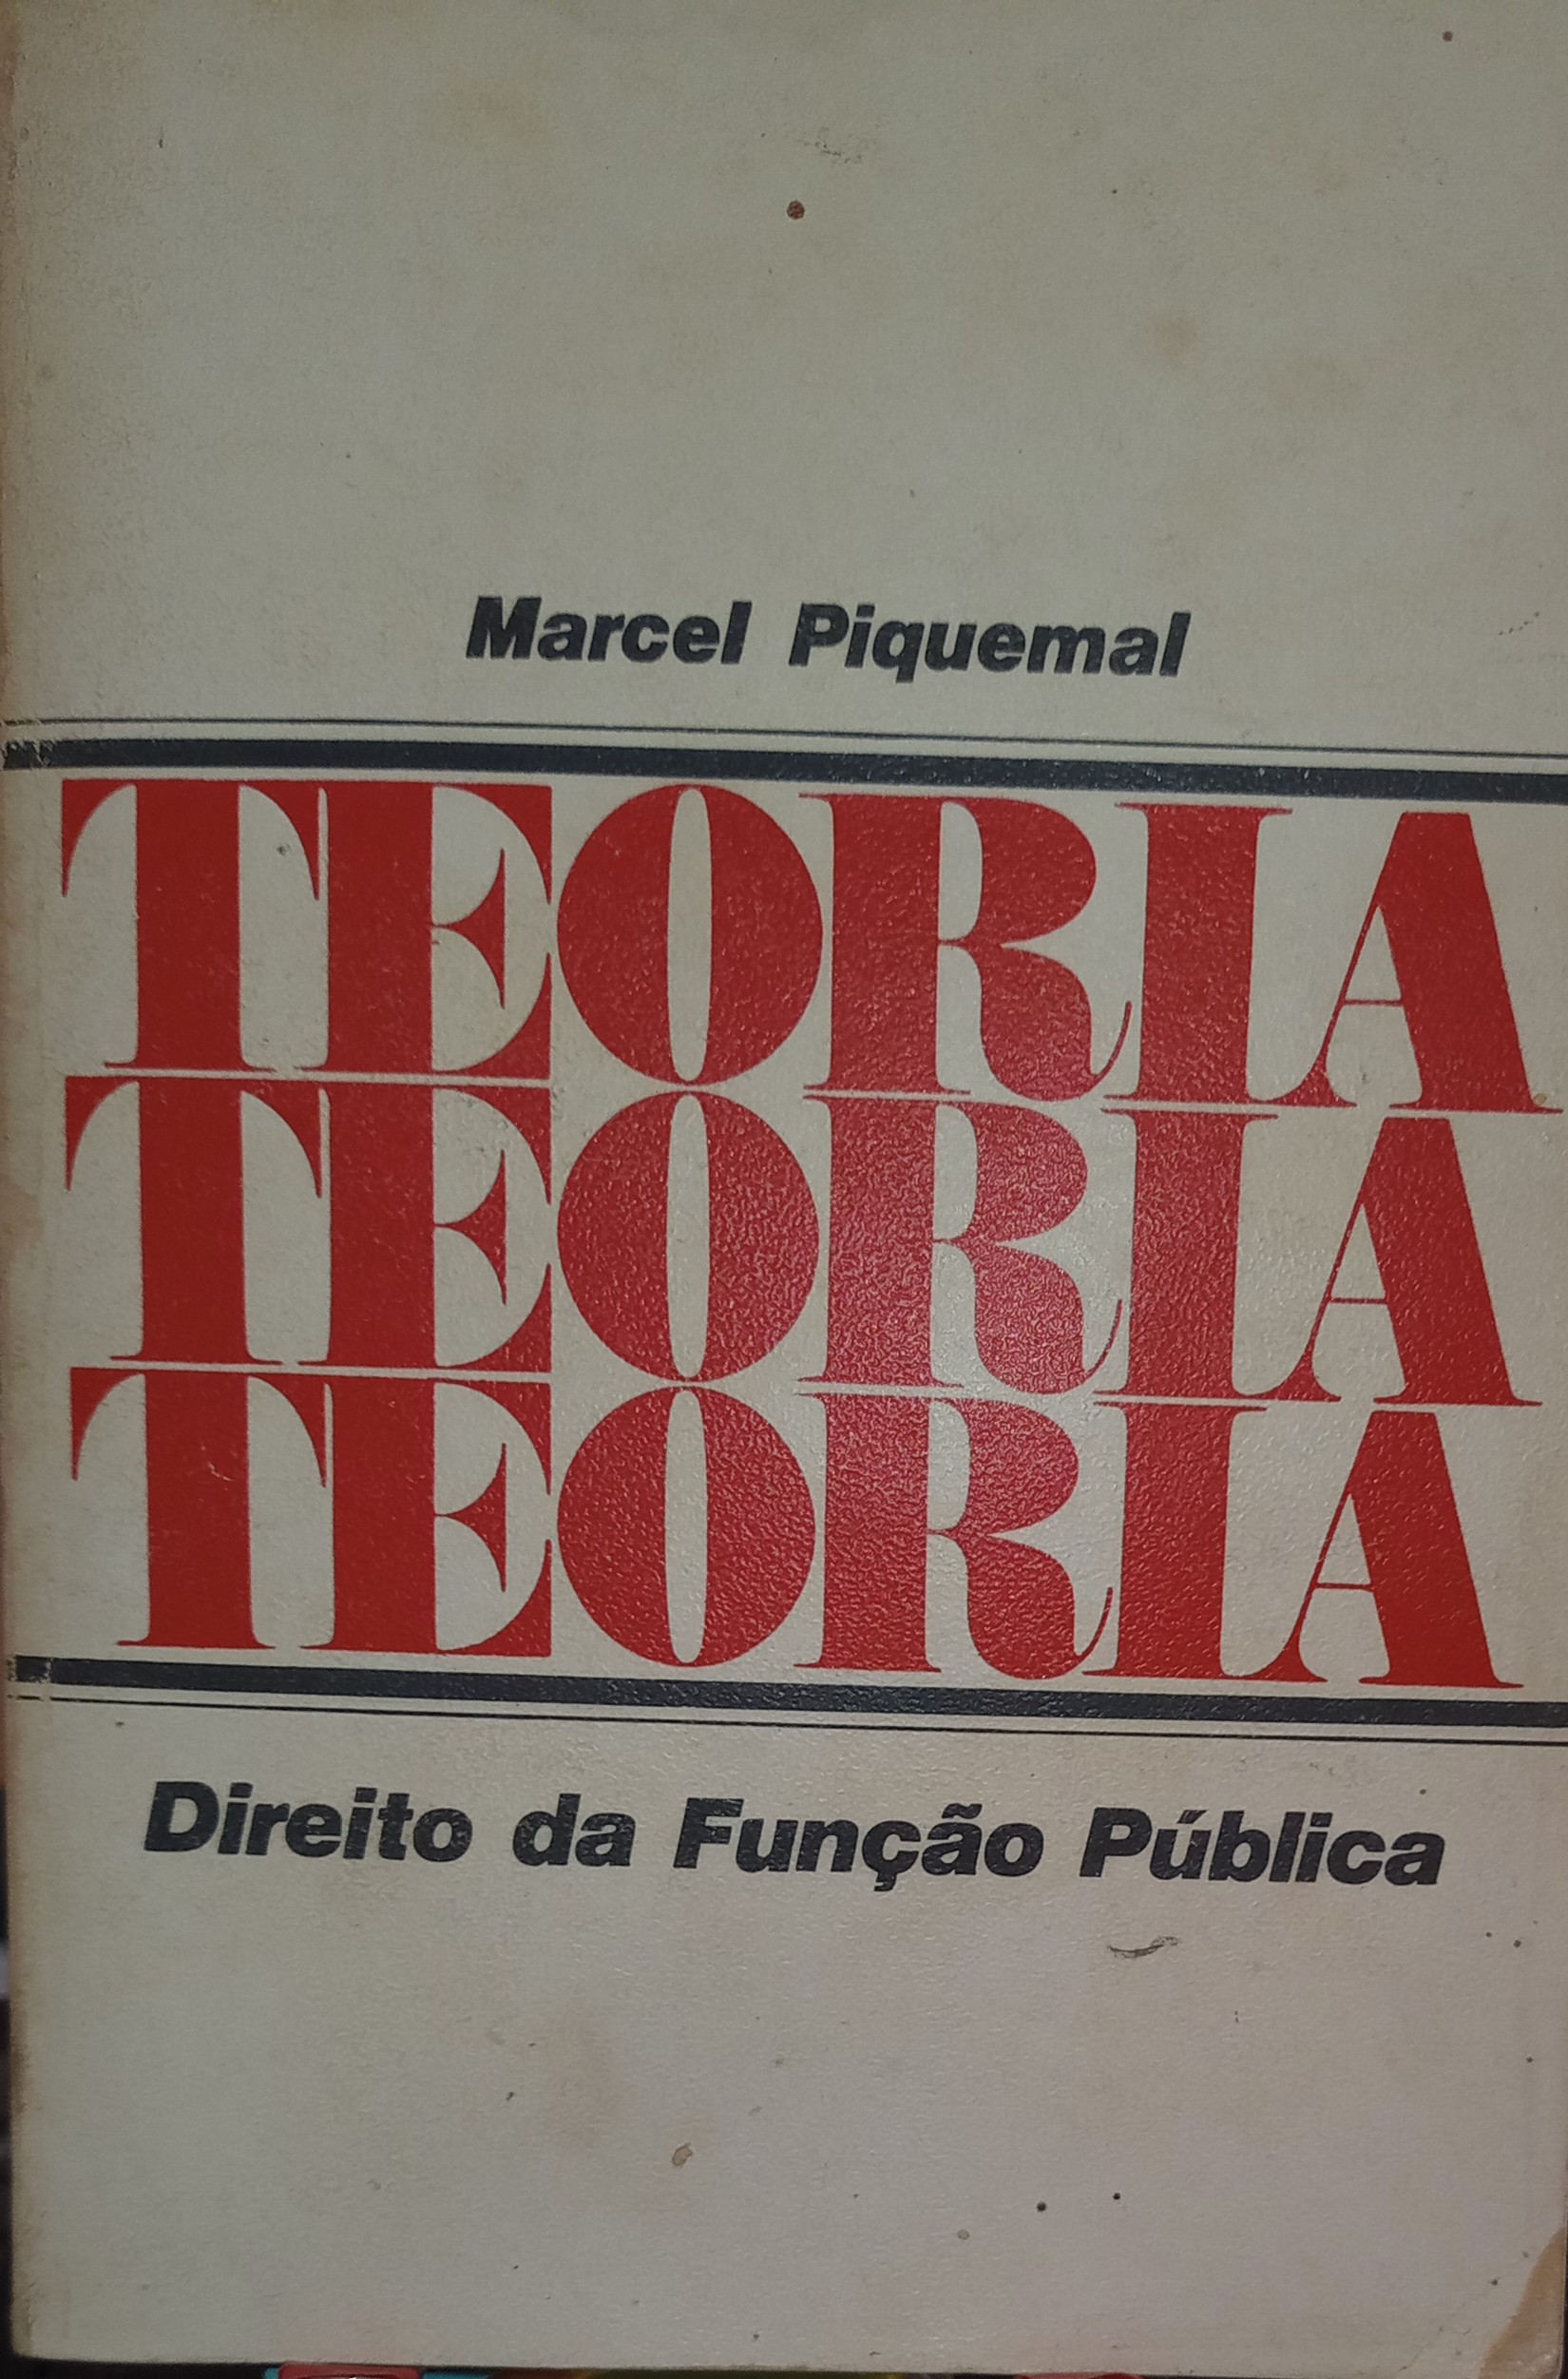 Marcel Piquemal
TEORIA
TEORIA
TEORIA
Direito da Função Pública